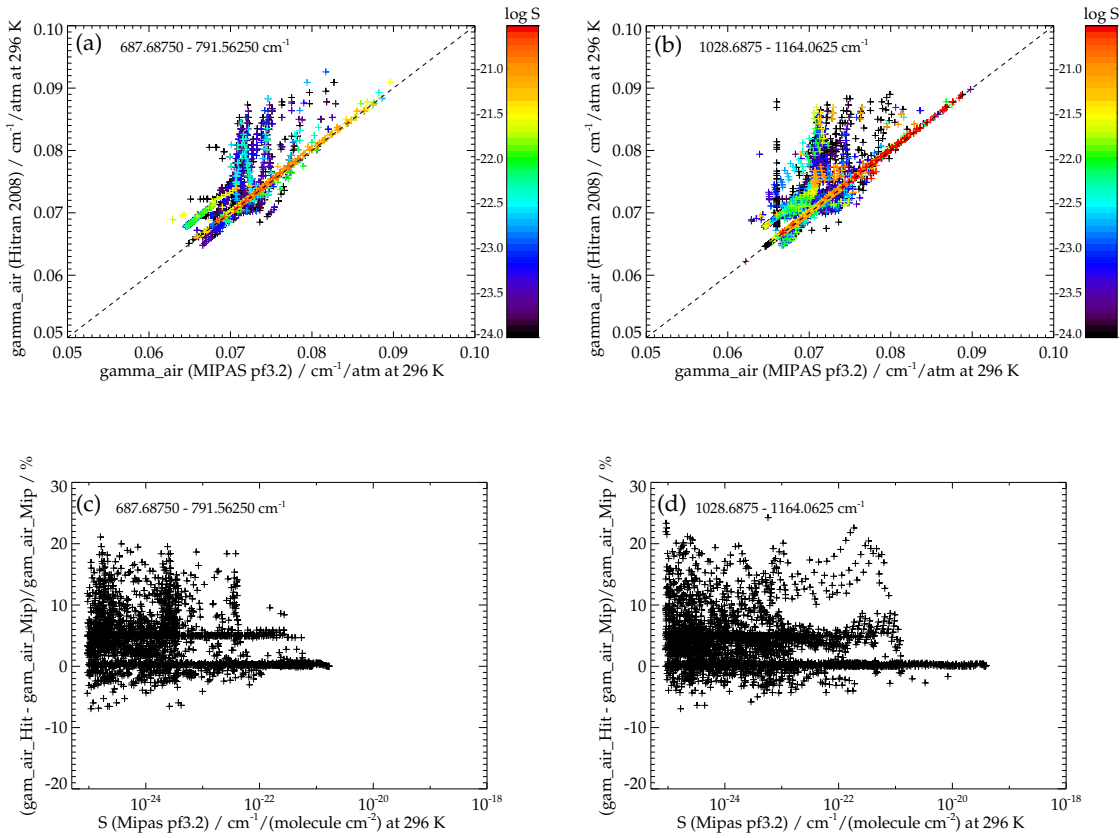 log S
(a)
687.68750 - 791.56250 cm⁻¹
0.10
0.09
0.08
0.07
0.06
0.05
gamma_air (Hitran 2008) / cm⁻¹/atm at 296 K
0.05 0.06 0.07 0.08 0.09 0.10
gamma_air (MIPAS pf3.2) / cm⁻¹/atm at 296 K
-21.0
-21.5
-22.0
-22.5
-23.0
-23.5
-24.0
log S
(b)
1028.6875 - 1164.0625 cm⁻¹
0.10
0.09
0.08
0.07
0.06
0.05
gamma_air (Hitran 2008) / cm⁻¹/atm at 296 K
0.05 0.06 0.07 0.08 0.09 0.10
gamma_air (MIPAS pf3.2) / cm⁻¹/atm at 296 K
-21.0
-21.5
-22.0
-22.5
-23.0
-23.5
-24.0
(c)
687.68750 - 791.56250 cm⁻¹
30
20
10
0
-10
-20
(gam_air_Hit - gam_air_Mip)/gam_air_Mip / %
10⁻²⁴ 10⁻²² 10⁻²⁰ 10⁻¹⁸
S (Mipas pf3.2) / cm⁻¹/(molecule cm⁻²) at 296 K
(d)
1028.6875 - 1164.0625 cm⁻¹
30
20
10
0
-10
-20
(gam_air_Hit - gam_air_Mip)/gam_air_Mip / %
10⁻²⁴ 10⁻²² 10⁻²⁰ 10⁻¹⁸
S (Mipas pf3.2) / cm⁻¹/(molecule cm⁻²) at 296 K